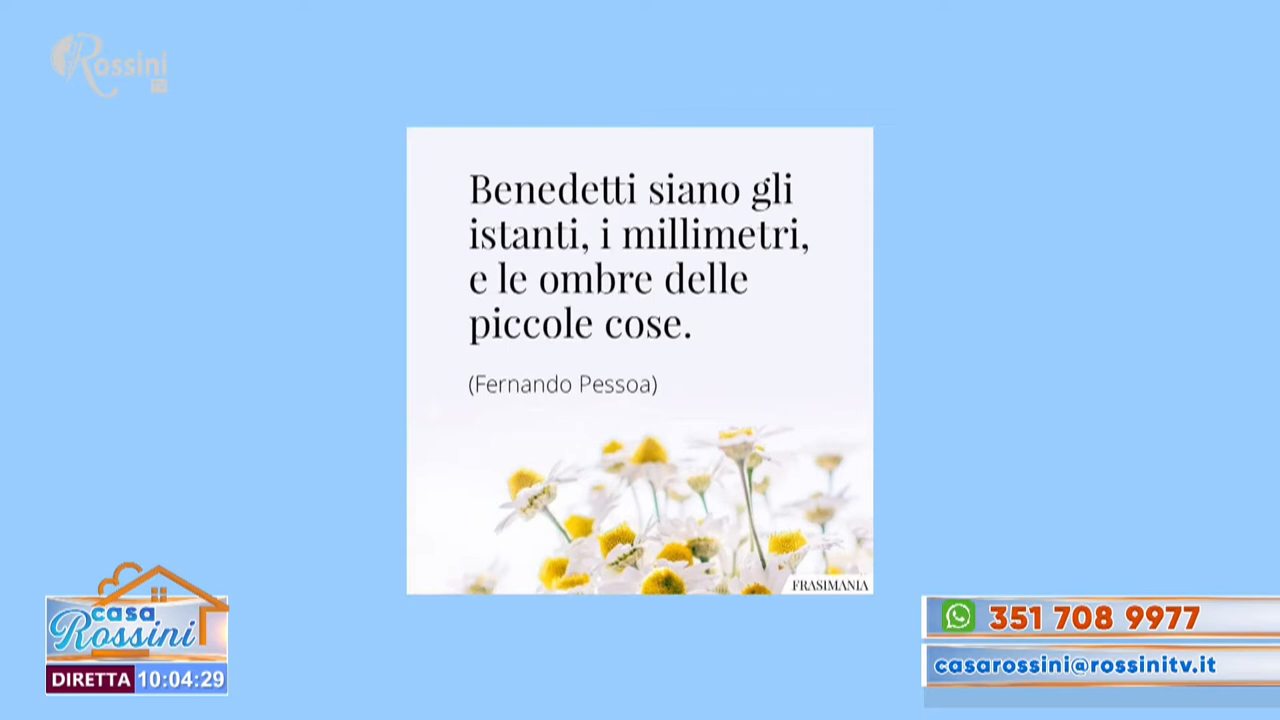 Rossini
TV
Benedetti siano gli
istanti, i millimetri,
e le ombre delle
piccole cose.
(Fernando Pessoa)
FRASIMANIA
casa
Rossini
DIRETTA 10:04:29
351 708 9977
casarossini@rossinitv.it